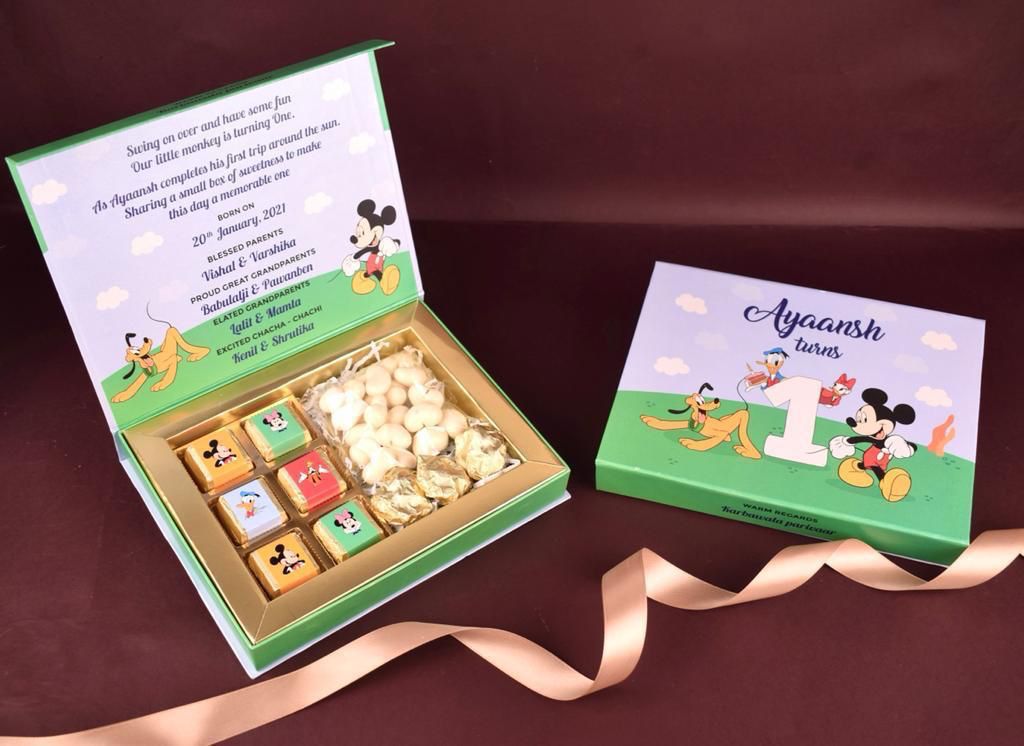 Swing on over and have some fun
Our little monkey is turning One.
As Ayaansh completes his first trip around the sun.
Sharing a small box of sweetness to make
this day a memorable one
BORN ON
20th January, 2021
BLESSED PARENTS
Vishal & Varshika
PROUD GREAT GRANDPARENTS
Babulalji & Pawanben
ELATED GRANDPARENTS
Lalit & Mamta
EXCITED CHACHA - CHACHI
Kenil & Shrutika
Ayaansh
turns
1
WARM REGARDS
Karbawala parivaar